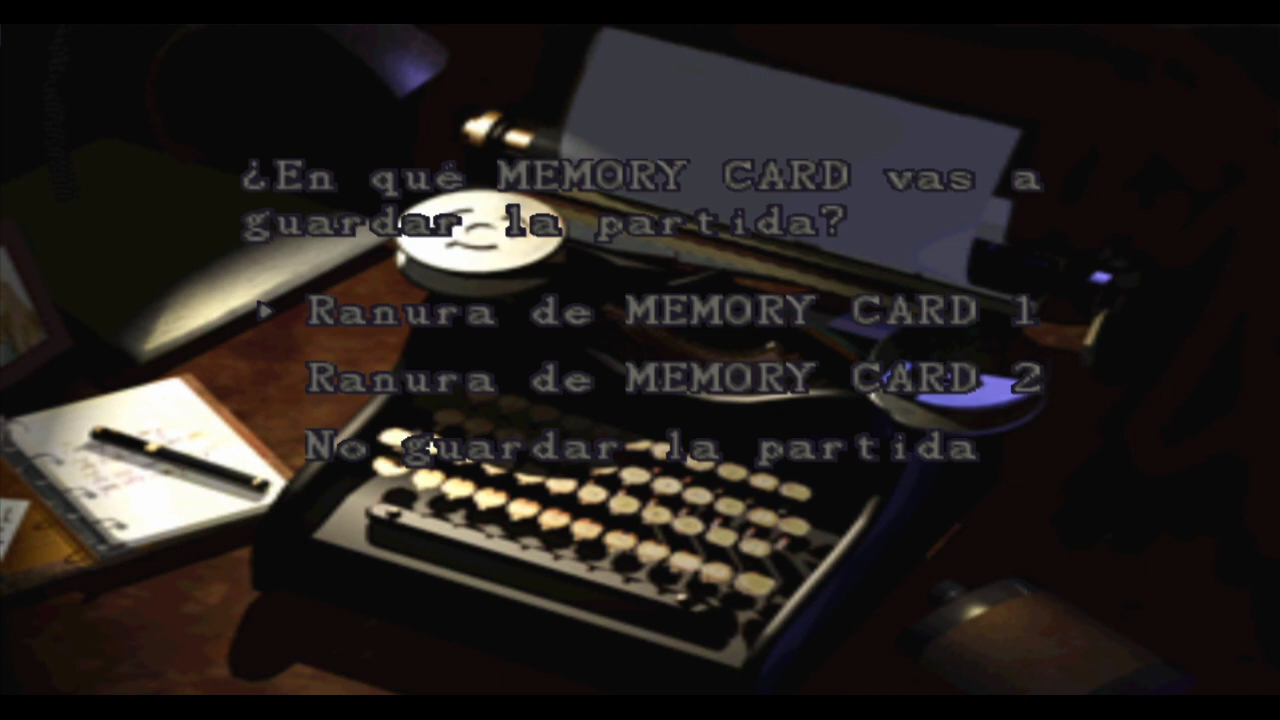 ¿En qué MEMORY CARD vas a
guardar la partida?
Ranura de MEMORY CARD 1
Ranura de MEMORY CARD 2
No guardar la partida